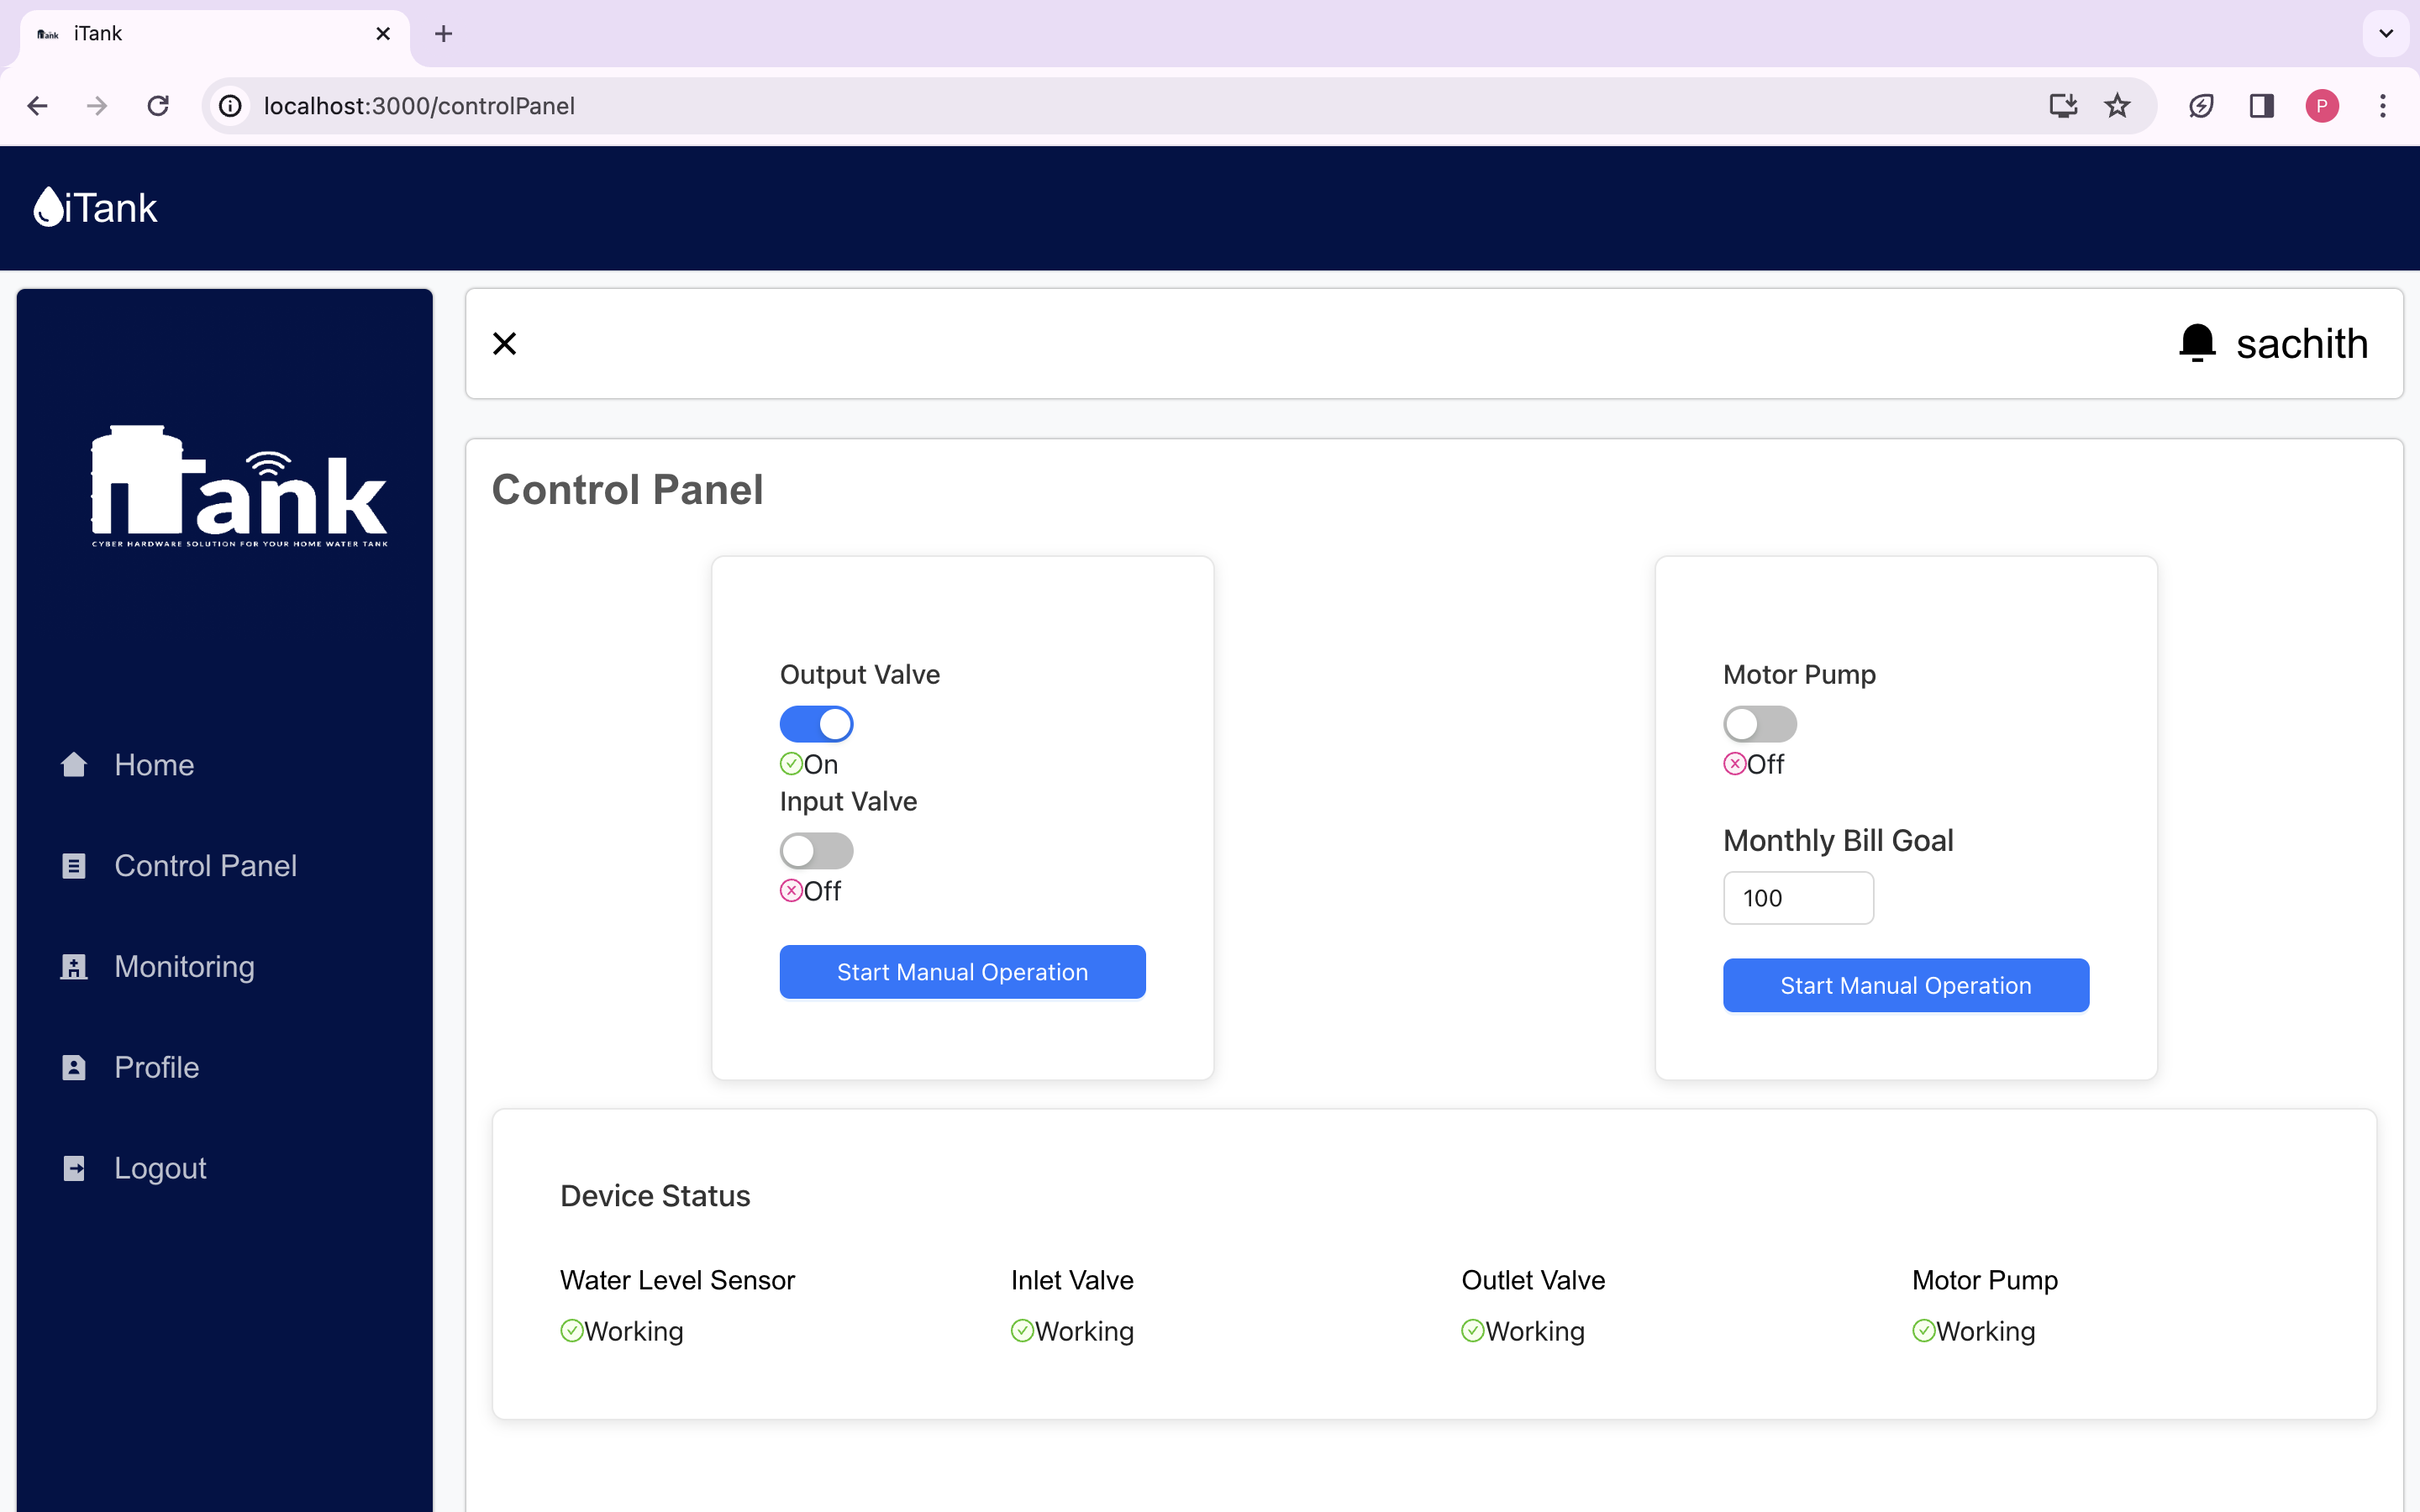 iTank
localhost:3000/controlPanel
P
iTank
sachith
iTank
CYBER HARDWARE SOLUTION FOR YOUR HOME WATER TANK
Home
Control Panel
Monitoring
Profile
Logout
Control Panel
Output Valve
On
Input Valve
Off
Start Manual Operation
Motor Pump
Off
Monthly Bill Goal
100
Start Manual Operation
Device Status
Water Level Sensor Inlet Valve Outlet Valve Motor Pump
Working Working Working Working